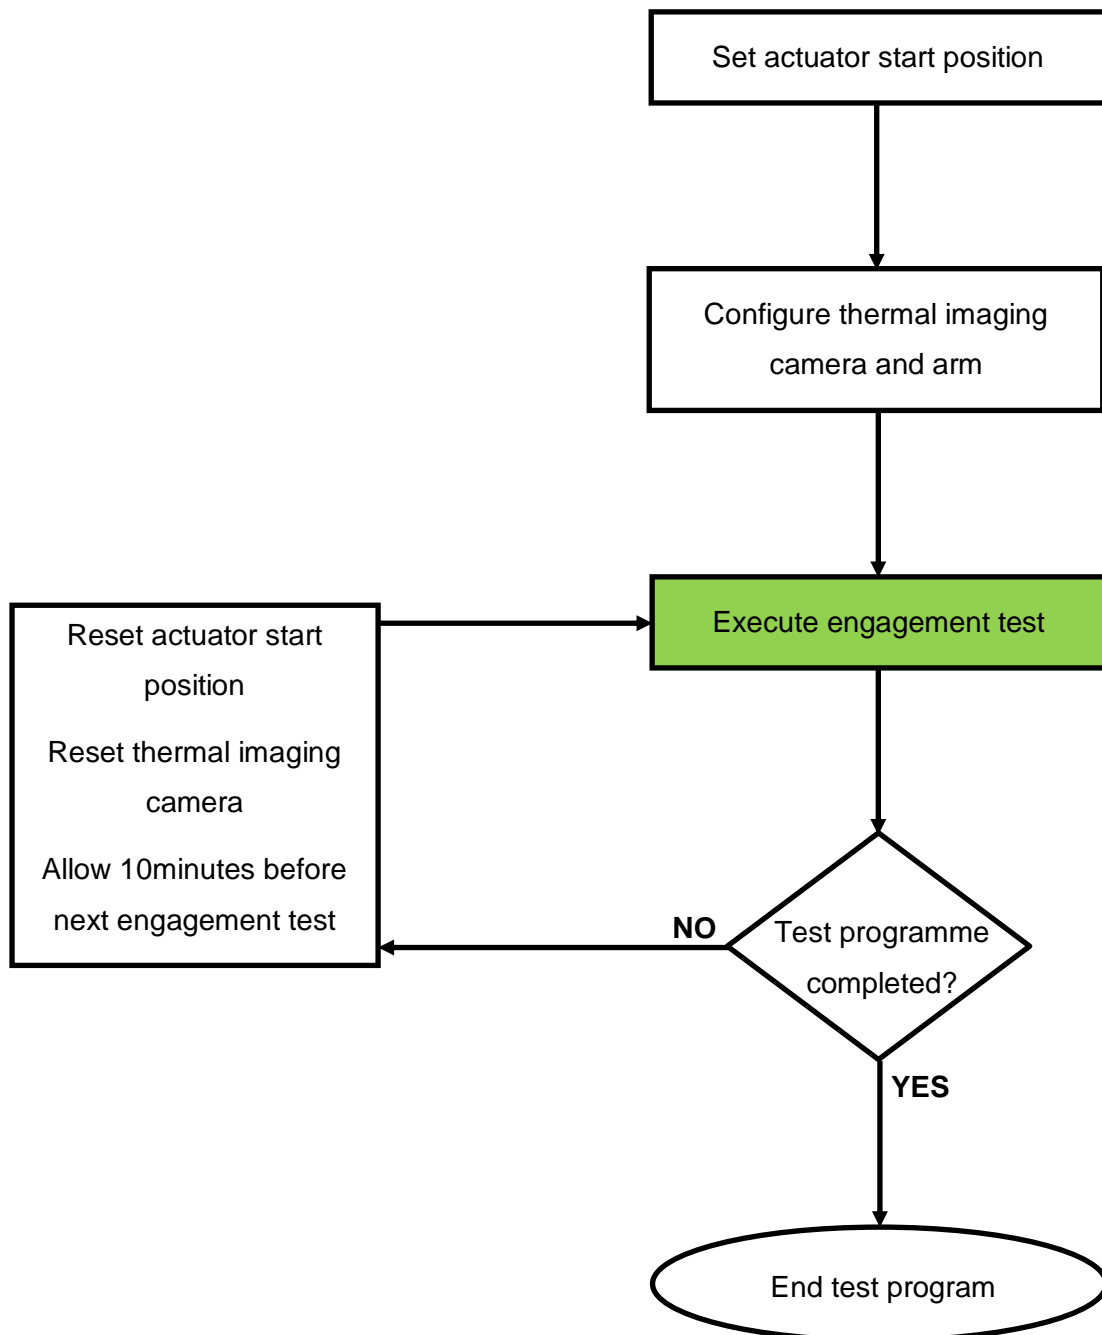 Set actuator start position
Configure thermal imaging
camera and arm
Execute engagement test
Reset actuator start
position
Reset thermal imaging
camera
Allow 10minutes before
next engagement test
NO
Test programme
completed?
YES
End test program